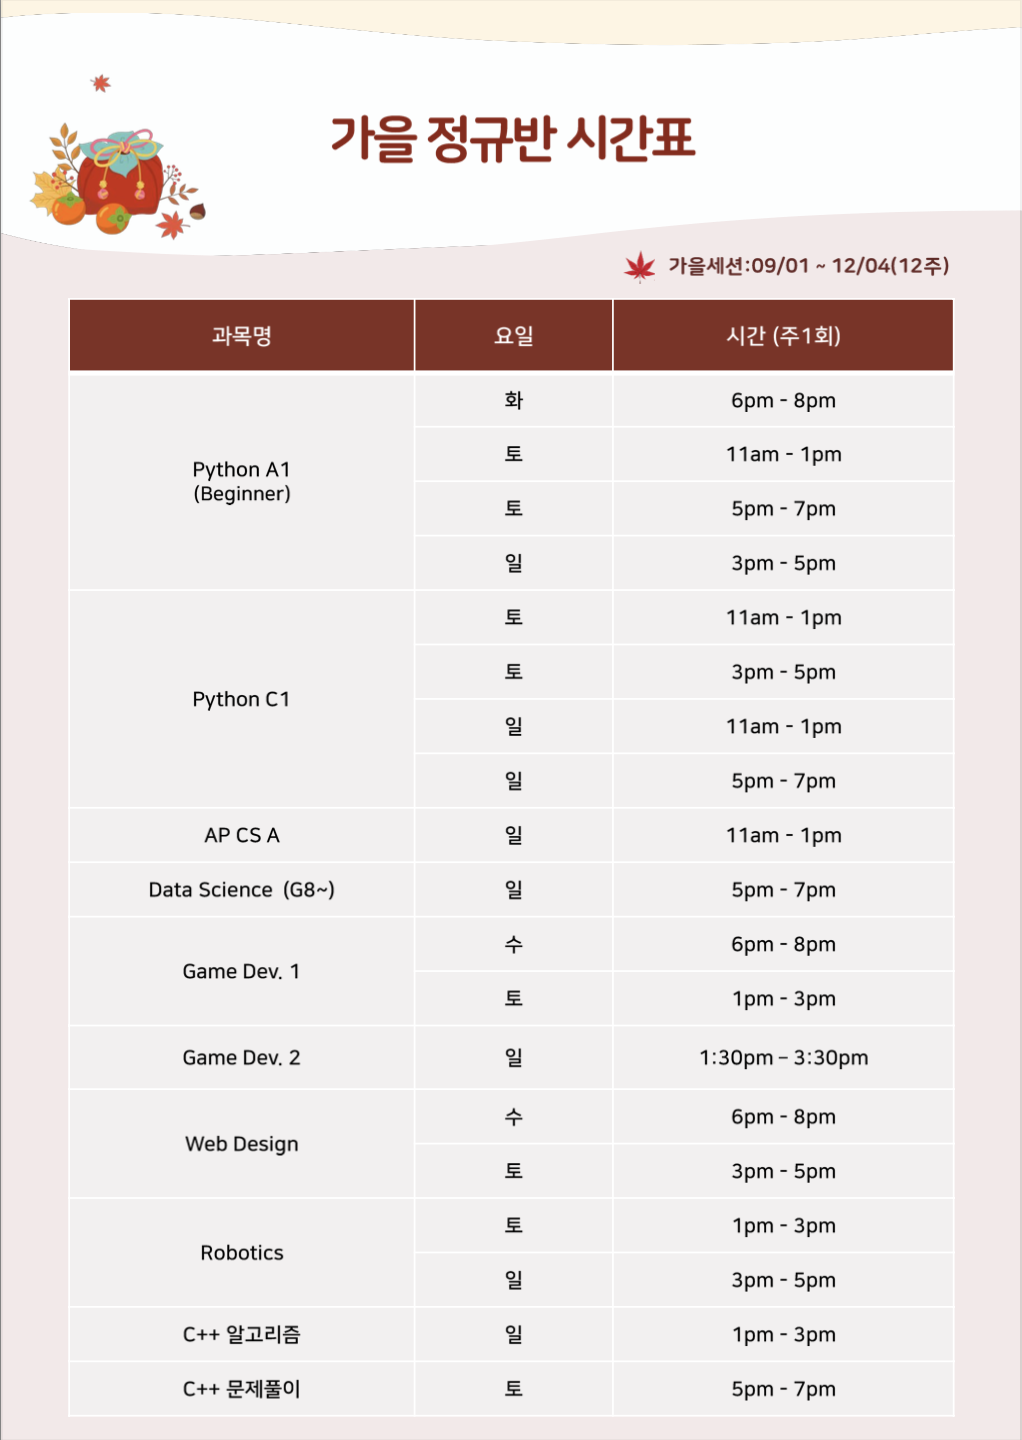 가을 정규반 시간표
가을세션:09/01 ~ 12/04(12주)
과목명 요일 시간 (주1회)
Python A1
(Beginner)
화 6pm - 8pm
토 11am - 1pm
토 5pm - 7pm
일 3pm - 5pm
Python C1
토 11am - 1pm
토 3pm - 5pm
일 11am - 1pm
일 5pm - 7pm
AP CS A 일 11am - 1pm
Data Science (G8~) 일 5pm - 7pm
Game Dev. 1
수 6pm - 8pm
토 1pm - 3pm
Game Dev. 2 일 1:30pm – 3:30pm
Web Design
수 6pm - 8pm
토 3pm - 5pm
Robotics
토 1pm - 3pm
일 3pm - 5pm
C++ 알고리즘 일 1pm - 3pm
C++ 문제풀이 토 5pm - 7pm